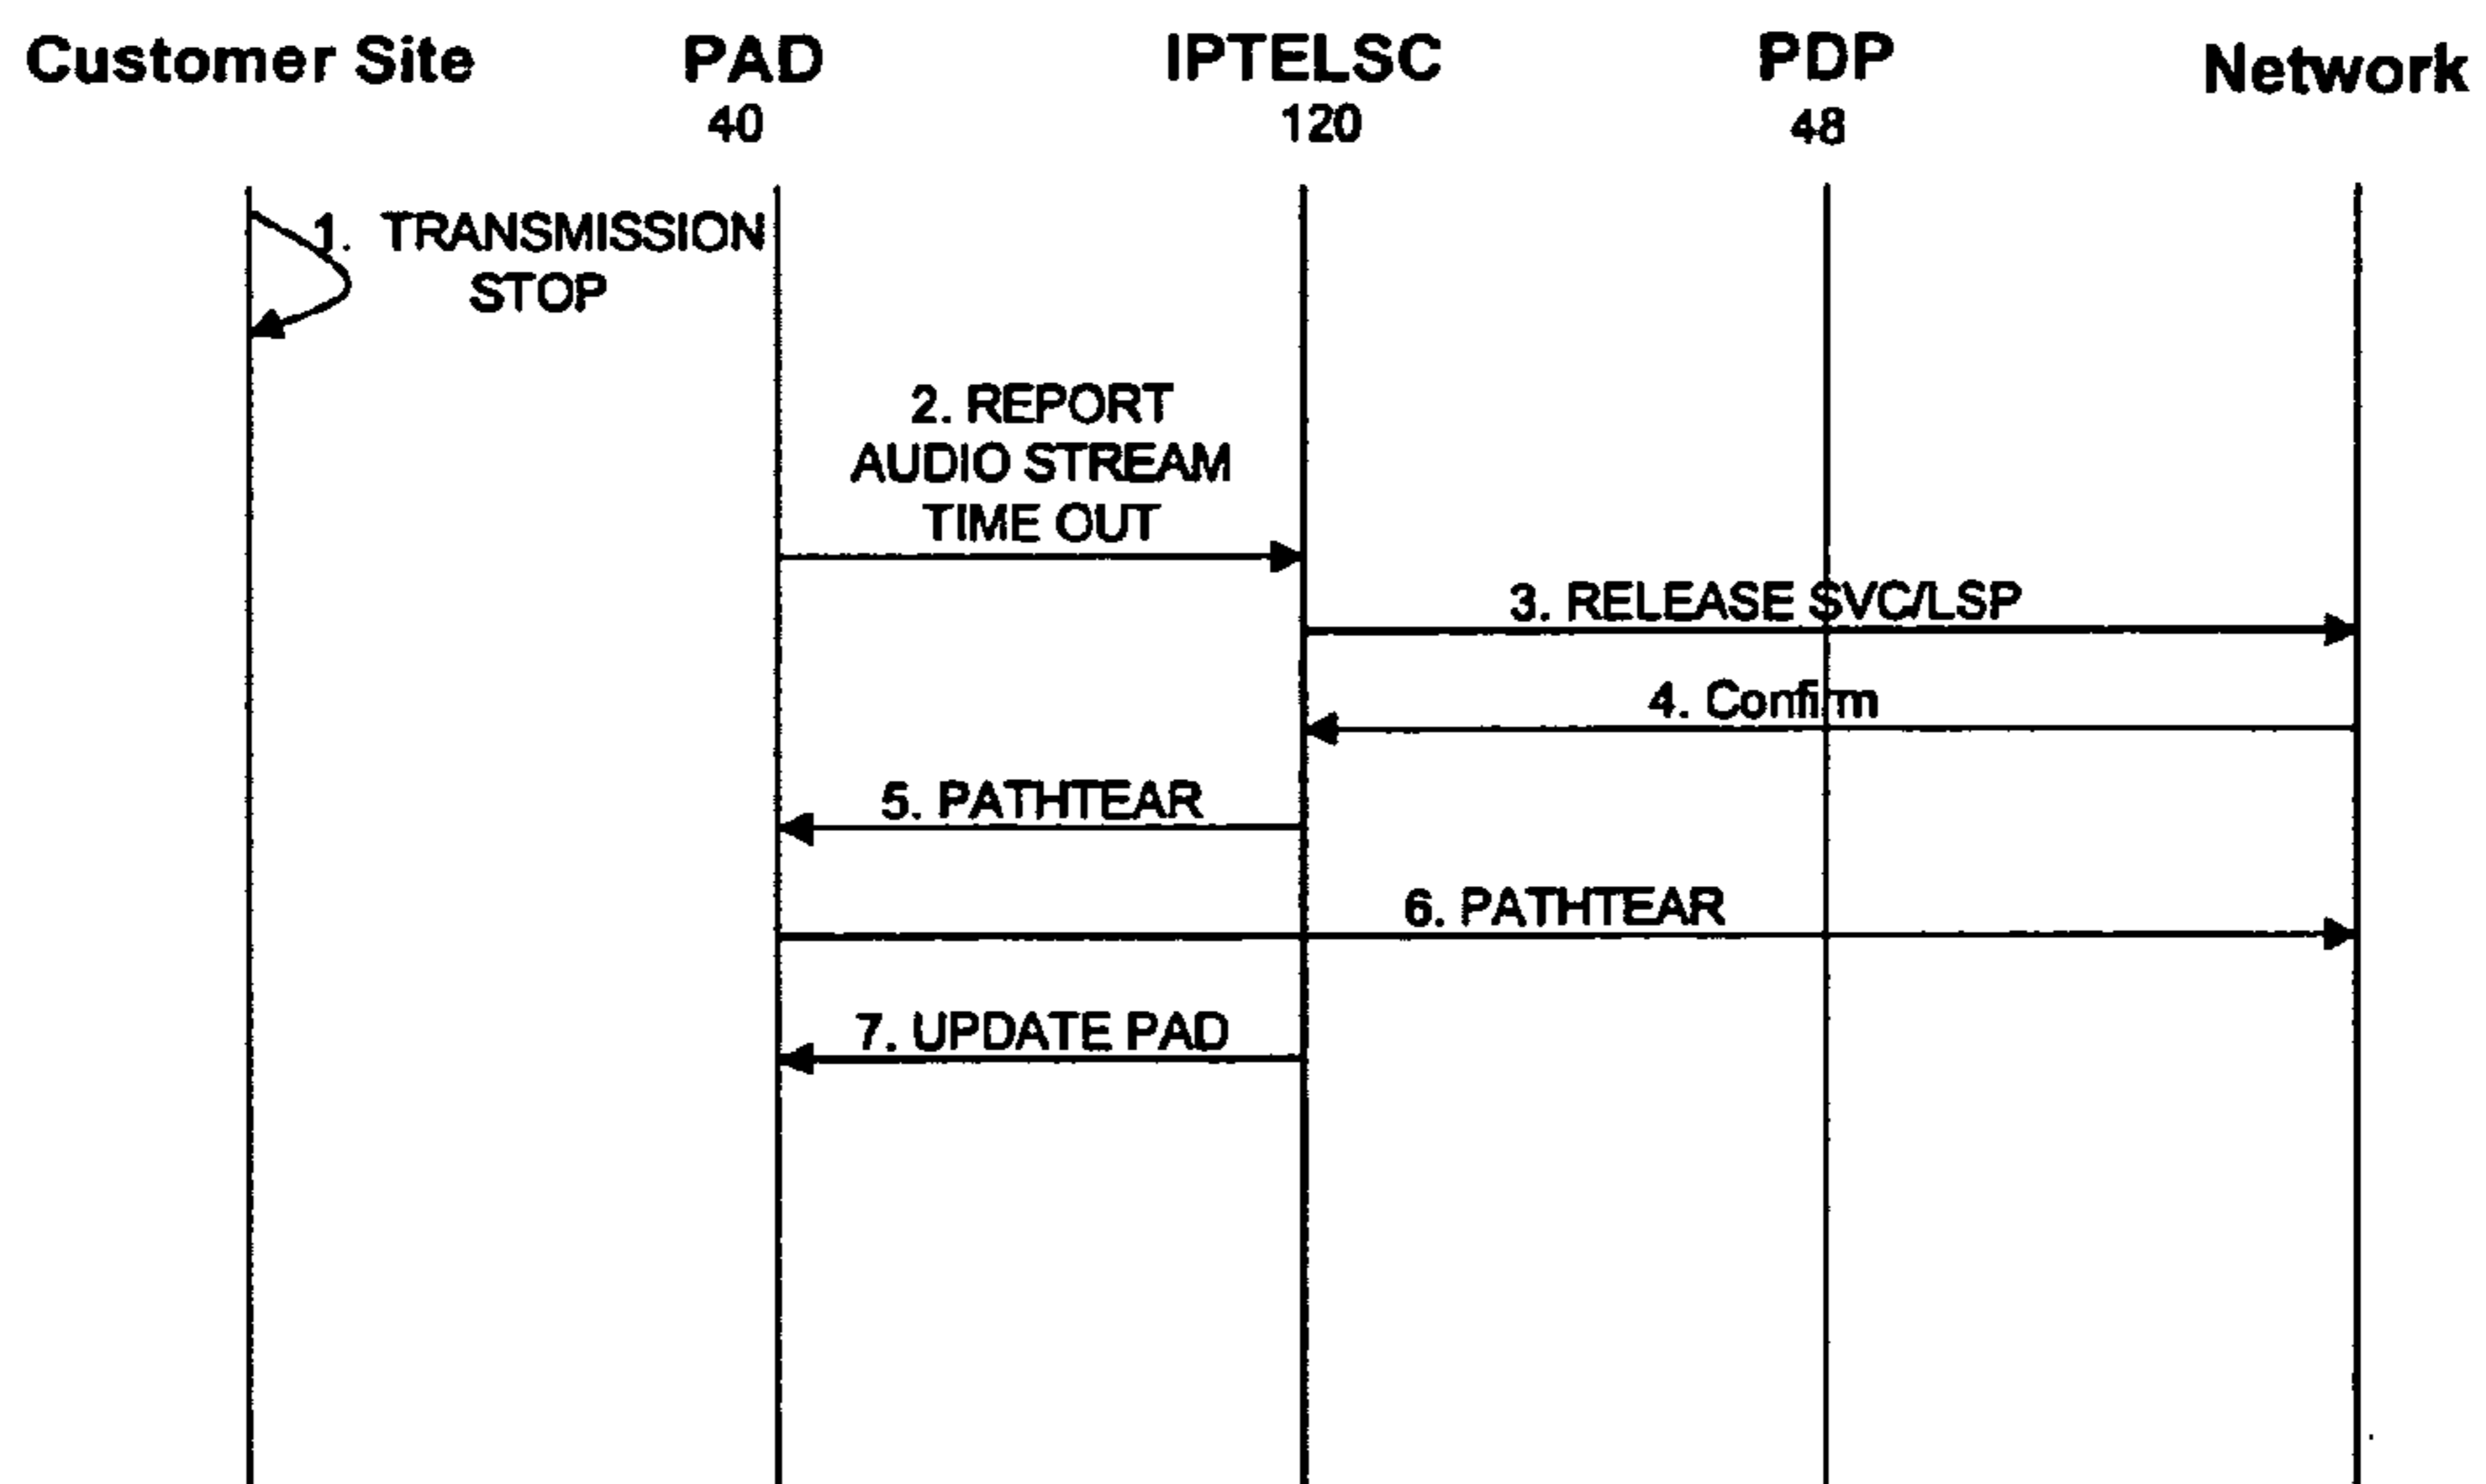 Customer Site PAD IPTELSC PDP Network
40 120 48
1. TRANSMISSION
STOP
2. REPORT
AUDIO STREAM
TIME OUT
3. RELEASE SVC/LSP
4. Confirm
5. PATHTEAR
6. PATHTEAR
7. UPDATE PAD